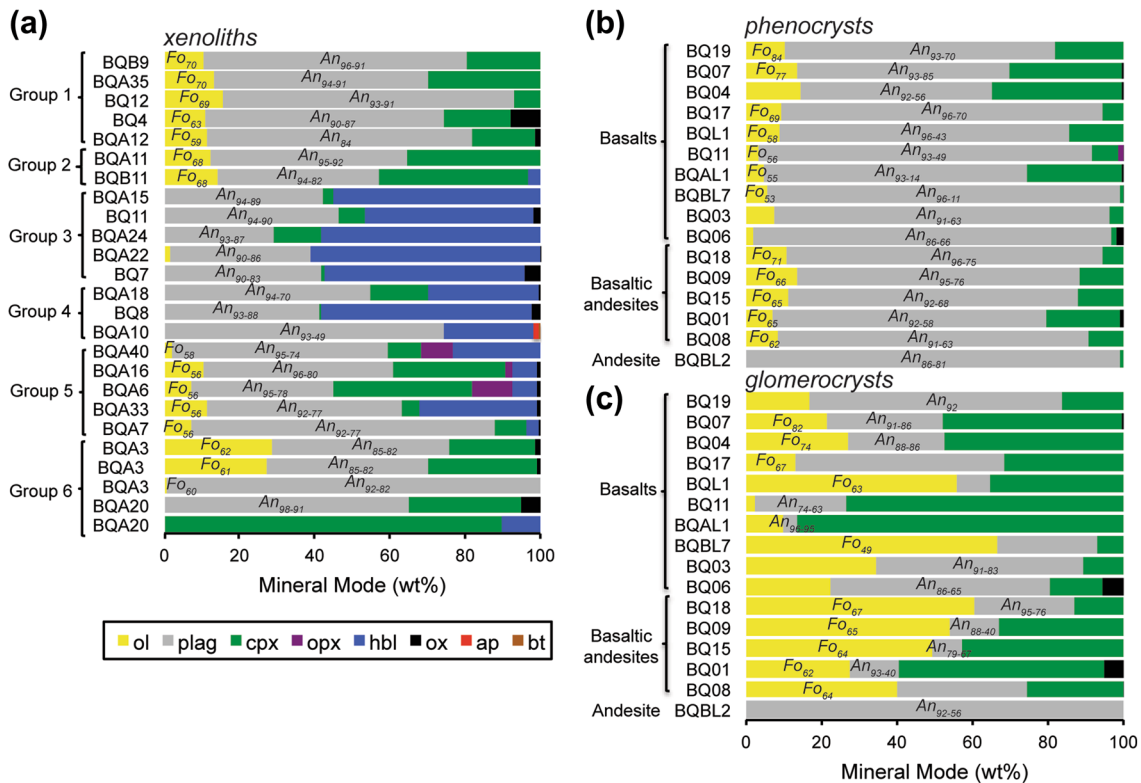 (a)
xenoliths
Group 1
BQB9 Fo70 An96-91
BQA35 Fo70 An94-91
BQ12 Fo69 An93-91
BQ4 Fo63 An90-87
BQA12 Fo59 An84
Group 2
BQA11 Fo68 An95-92
BQB11 Fo68 An94-82
Group 3
BQA15 An94-89
BQ11 An94-90
BQA24 An93-87
BQA22 An90-86
BQ7 An90-83
Group 4
BQA18 An94-70
BQ8 An93-88
BQA10 An93-49
Group 5
BQA40 Fo58 An95-74
BQA16 Fo56 An96-80
BQA6 Fo56 An95-78
BQA33 Fo56 An92-77
BQA7 Fo56 An92-77
Group 6
BQA3 Fo62 An85-82
BQA3 Fo61 An85-82
BQA3 Fo60 An92-82
BQA20 An98-91
BQA20
0 20 40 60 80 100
Mineral Mode (wt%)
ol plag cpx opx hbl ox ap bt
(b)
phenocrysts
Basalts
BQ19 Fo84 An93-70
BQ07 Fo77 An93-85
BQ04 An92-56
BQ17 Fo69 An96-70
BQL1 Fo58 An96-43
BQ11 Fo56 An93-49
BQAL1 Fo55 An93-14
BQBL7 Fo53 An96-11
BQ03 An91-63
BQ06 An86-66
Basaltic
andesites
BQ18 Fo71 An96-75
BQ09 Fo66 An95-76
BQ15 Fo65 An92-68
BQ01 Fo65 An92-58
BQ08 Fo62 An91-63
Andesite BQBL2 An86-81
(c)
glomerocrysts
Basalts
BQ19 An92
BQ07 Fo82 An91-86
BQ04 Fo74 An88-86
BQ17 Fo67
BQL1 Fo63
BQ11 An74-63
BQAL1 An96-95
BQBL7 Fo49
BQ03 An91-83
BQ06 An86-65
Basaltic
andesites
BQ18 Fo67 An95-76
BQ09 Fo65 An88-40
BQ15 Fo64 An79-67
BQ01 Fo62 An93-40
BQ08 Fo64
Andesite BQBL2 An92-56
0 20 40 60 80 100
Mineral Mode (wt%)